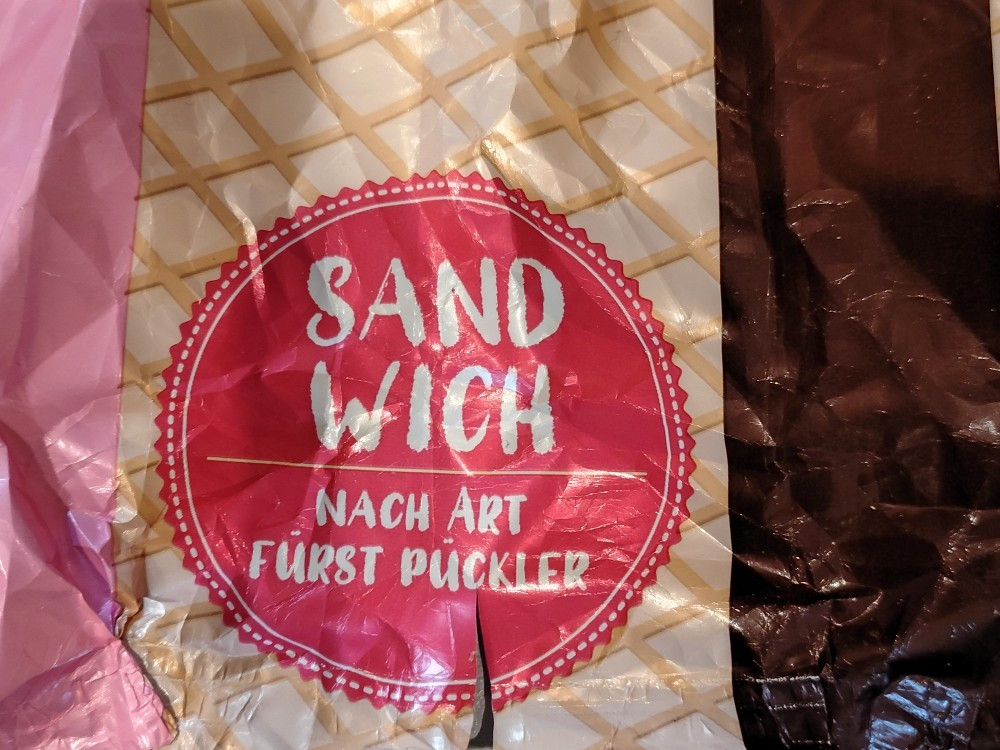 SAND
WICH
NACH ART
FÜRST PÜCKLER